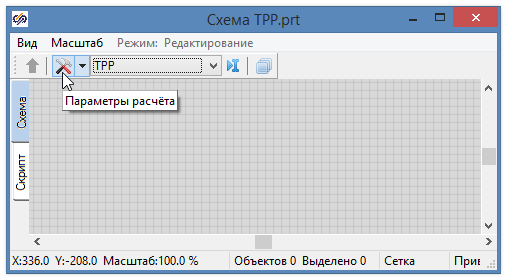 Схема TPP.prt
Вид Масштаб Режим: Редактирование
TPP
Параметры расчёта
Схема
Скрипт
X:336.0 Y:-208.0 Масштаб:100.0 % Объектов 0 Выделено 0 Сетка Прив